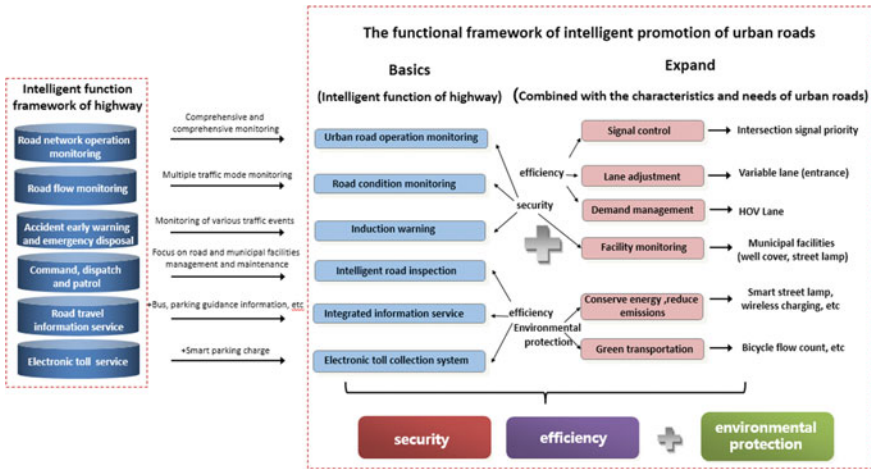 The functional framework of intelligent promotion of urban roads
Intelligent function
framework of highway
Road network operation
monitoring
Road flow monitoring
Accident early warning
and emergency disposal
Command, dispatch
and patrol
Road travel
information service
Electronic toll service
Comprehensive and
comprehensive monitoring
Multiple traffic mode monitoring
Monitoring of various traffic events
Focus on road and municipal facilities
management and maintenance
+Bus, parking guidance information, etc
+Smart parking charge
Basics
(Intelligent function of highway)
Urban road operation monitoring
Road condition monitoring
Induction warning
Intelligent road inspection
Integrated information service
Electronic toll collection system
efficiency
security
efficiency
Environmental
protection
Expand
(Combined with the characteristics and needs of urban roads)
Signal control
Lane adjustment
Demand management
Facility monitoring
Conserve energy ,reduce
emissions
Green transportation
Intersection signal priority
Variable lane (entrance)
HOV Lane
Municipal facilities
(well cover, street lamp)
Smart street lamp,
wireless charging, etc
Bicycle flow count, etc
security
efficiency
environmental
protection